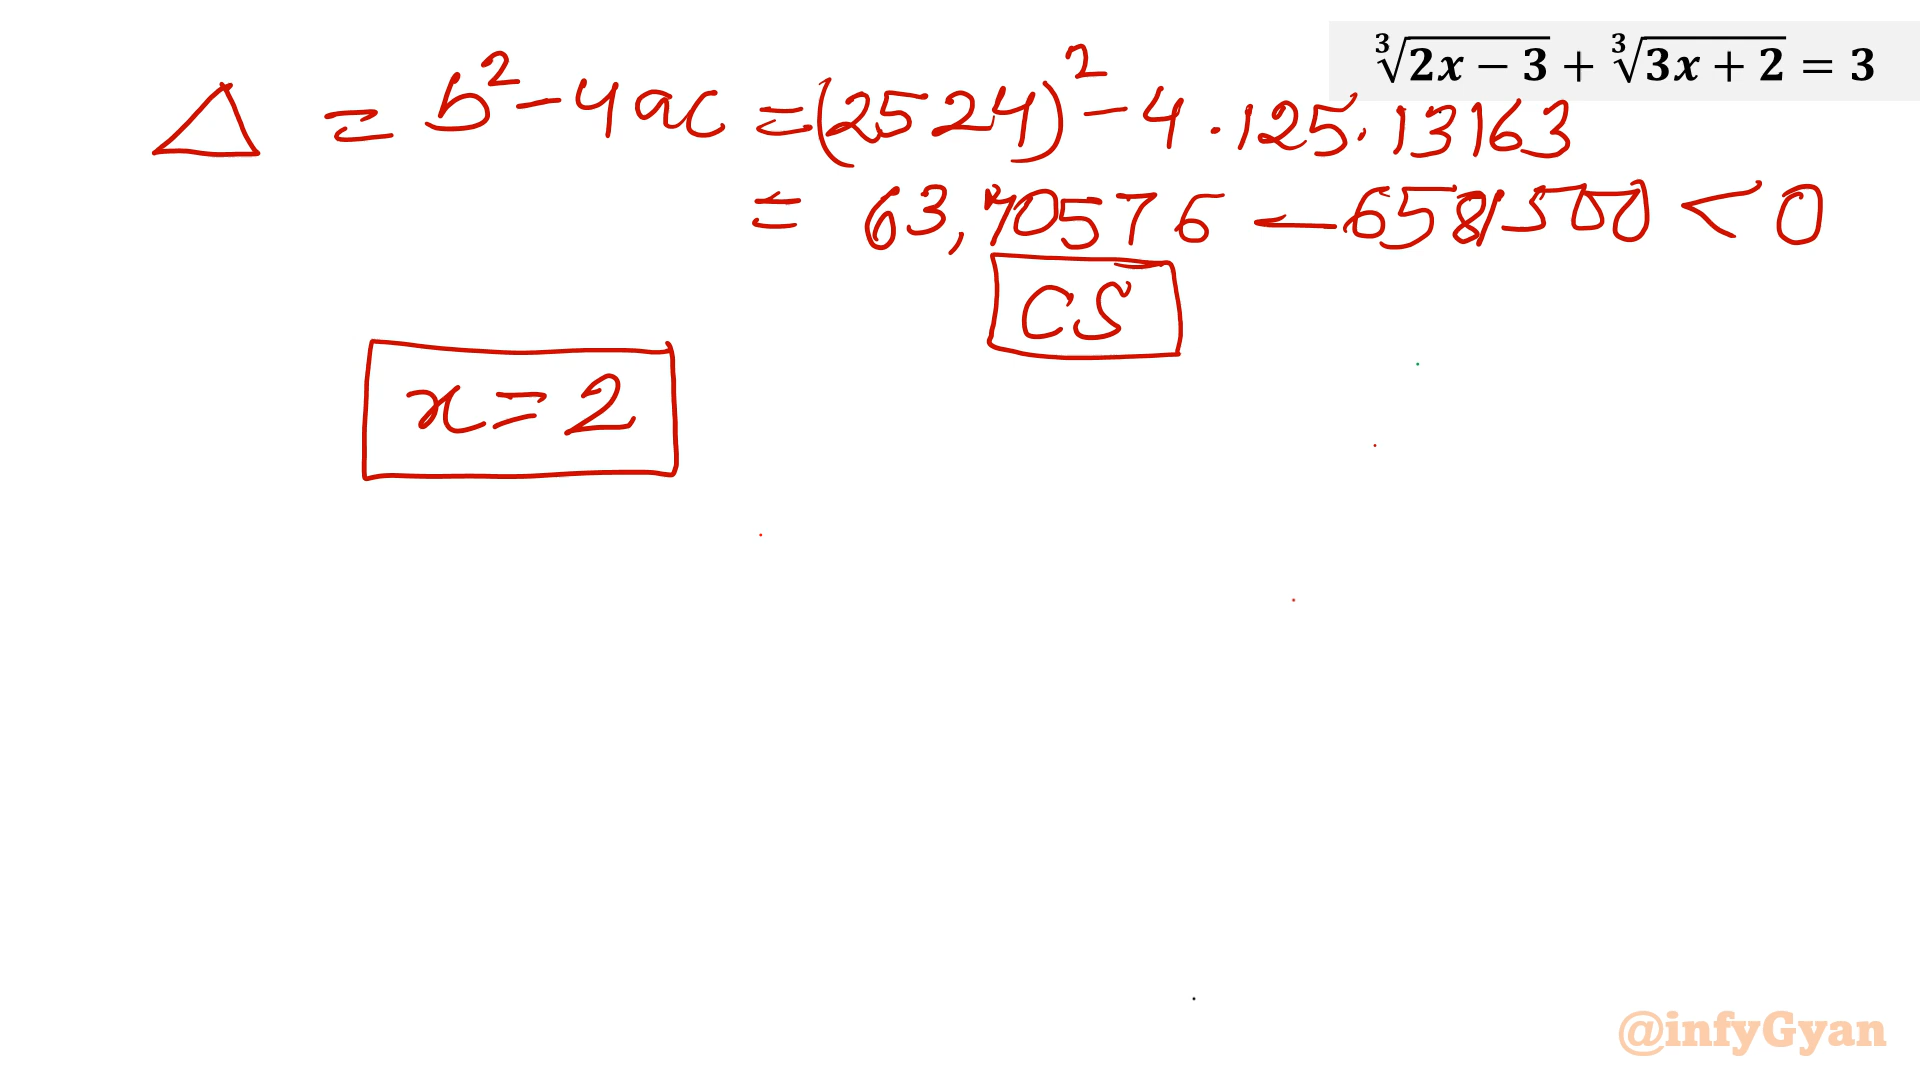 ∛(2x − 3) + ∛(3x + 2) = 3
Δ = b² - 4ac = (2524)² - 4 · 125 · 13163
= 63,70576 - 6581500 < 0
CS
x = 2
@infyGyan